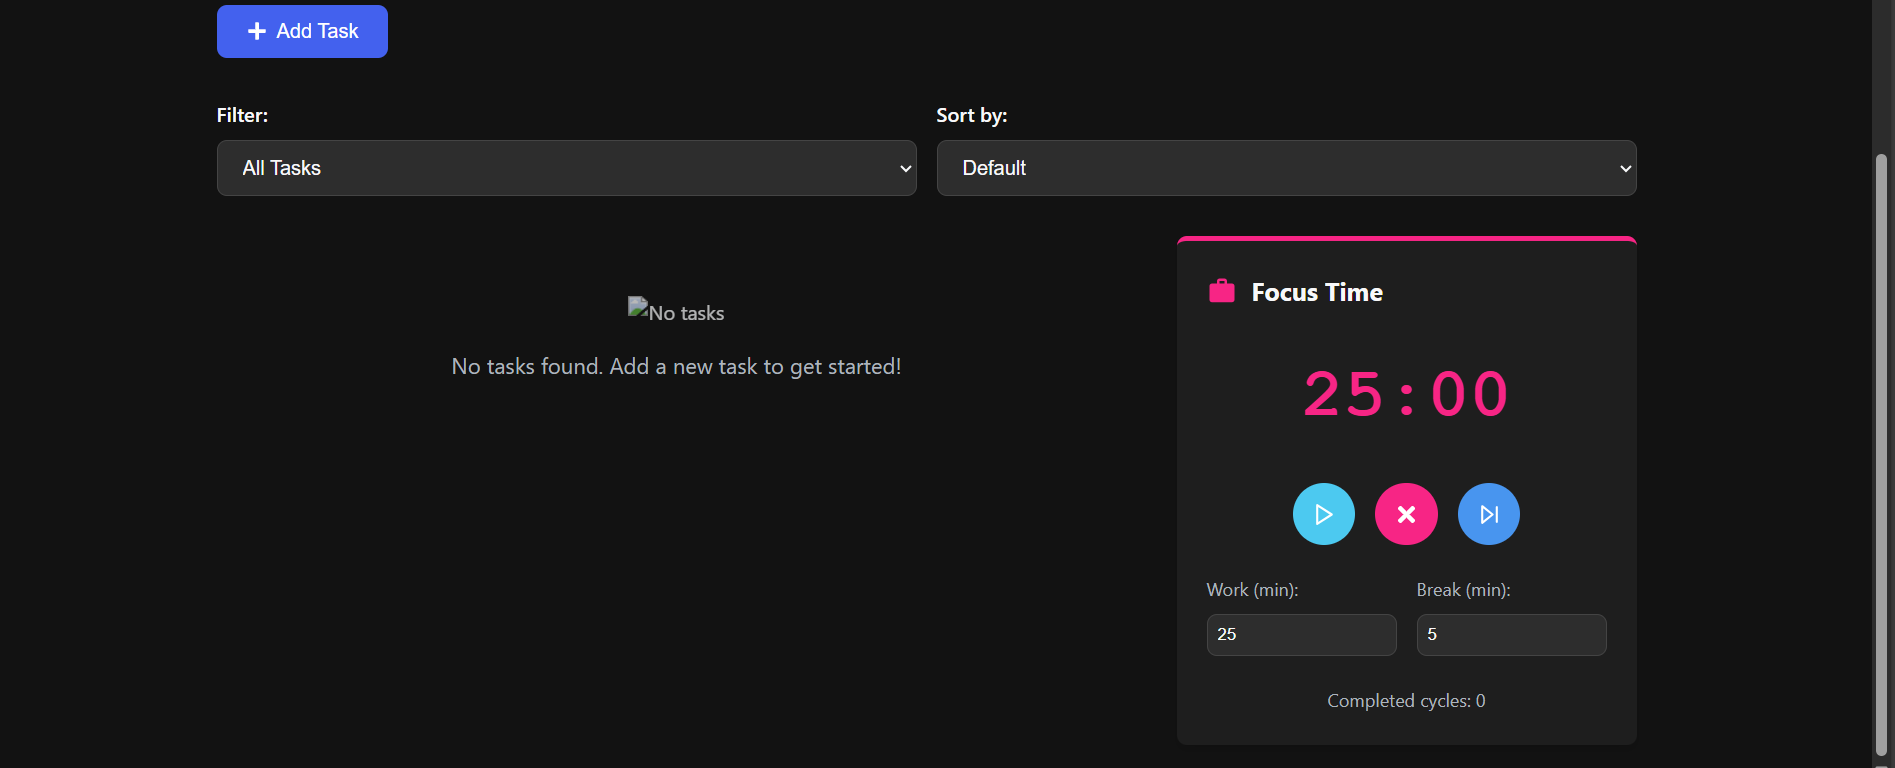 Add Task
Filter:
Sort by:
All Tasks
Default
No tasks
No tasks found. Add a new task to get started!
Focus Time
25:00
Work (min):
Break (min):
25
5
Completed cycles: 0